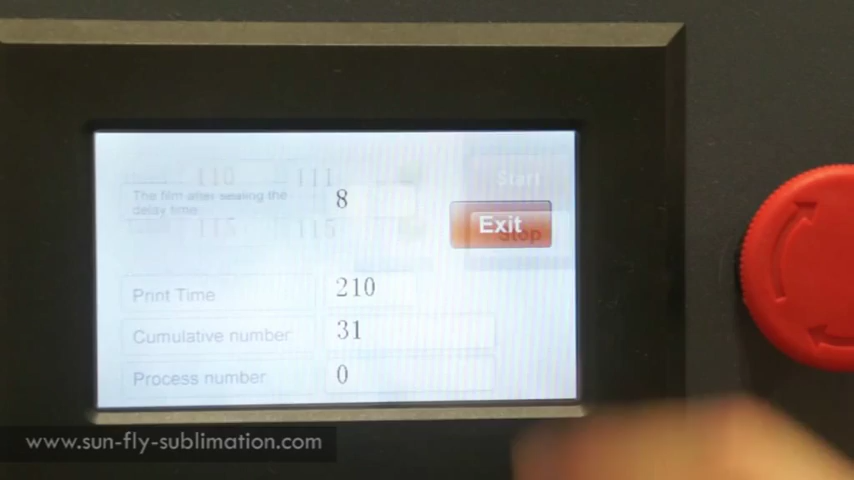 110 111
Start
The film after sealing the
delay time
8
Exit
115 115
Stop
Print Time 210
Cumulative number 31
Process number 0
www.sun-fly-sublimation.com